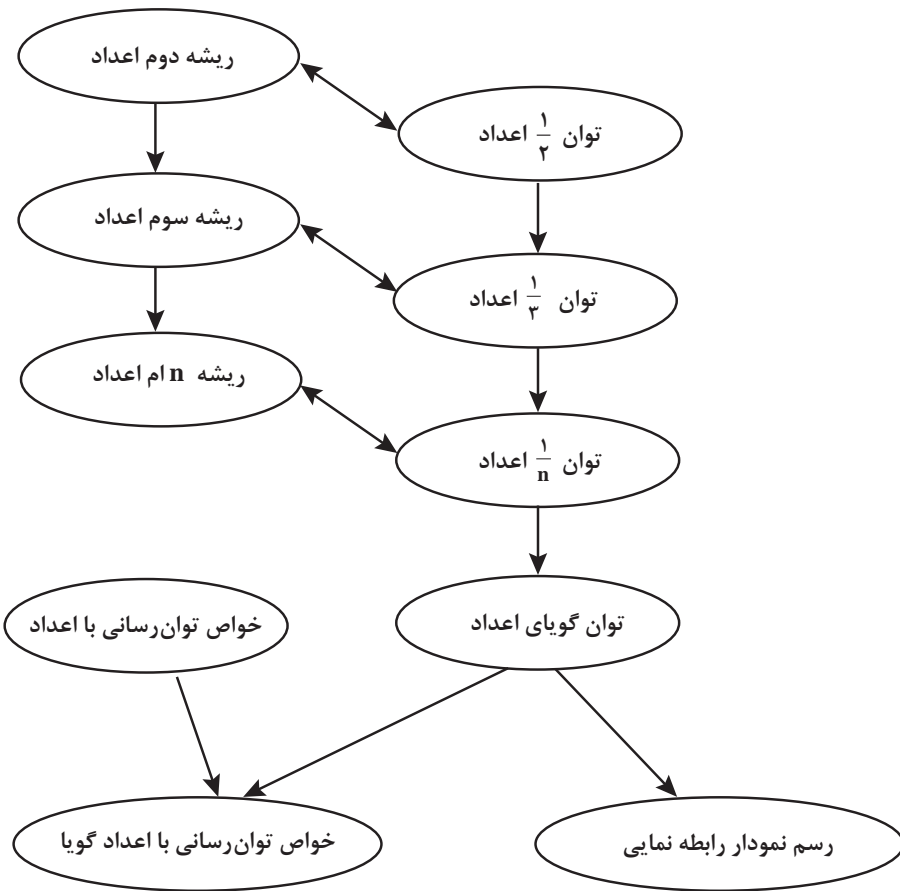 ریشه دوم اعداد
توان ۱/۲ اعداد
ریشه سوم اعداد
توان ۱/۳ اعداد
ریشه n ام اعداد
توان ۱/n اعداد
توان گویای اعداد
خواص توان‌رسانی با اعداد
رسم نمودار رابطه نمایی
خواص توان‌رسانی با اعداد گویا